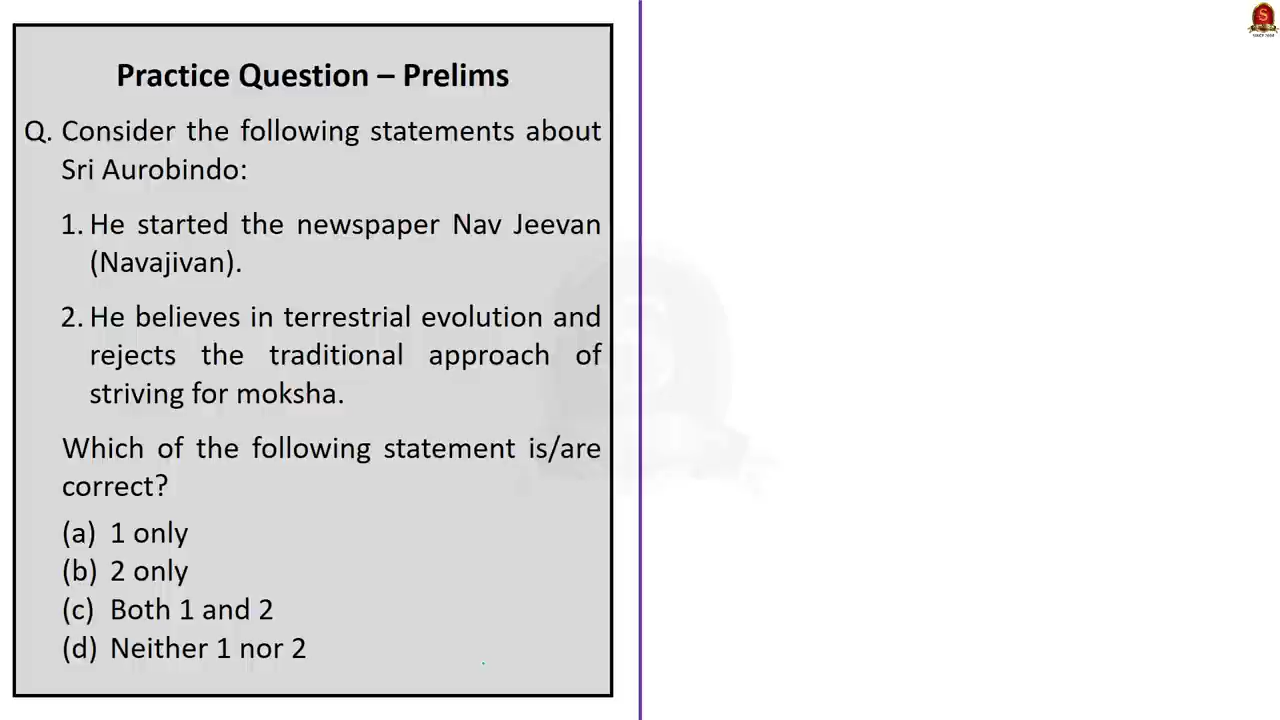 Practice Question – Prelims
Q. Consider the following statements about
Sri Aurobindo:
1. He started the newspaper Nav Jeevan
(Navajivan).
2. He believes in terrestrial evolution and
rejects the traditional approach of
striving for moksha.
Which of the following statement is/are
correct?
(a) 1 only
(b) 2 only
(c) Both 1 and 2
(d) Neither 1 nor 2
S